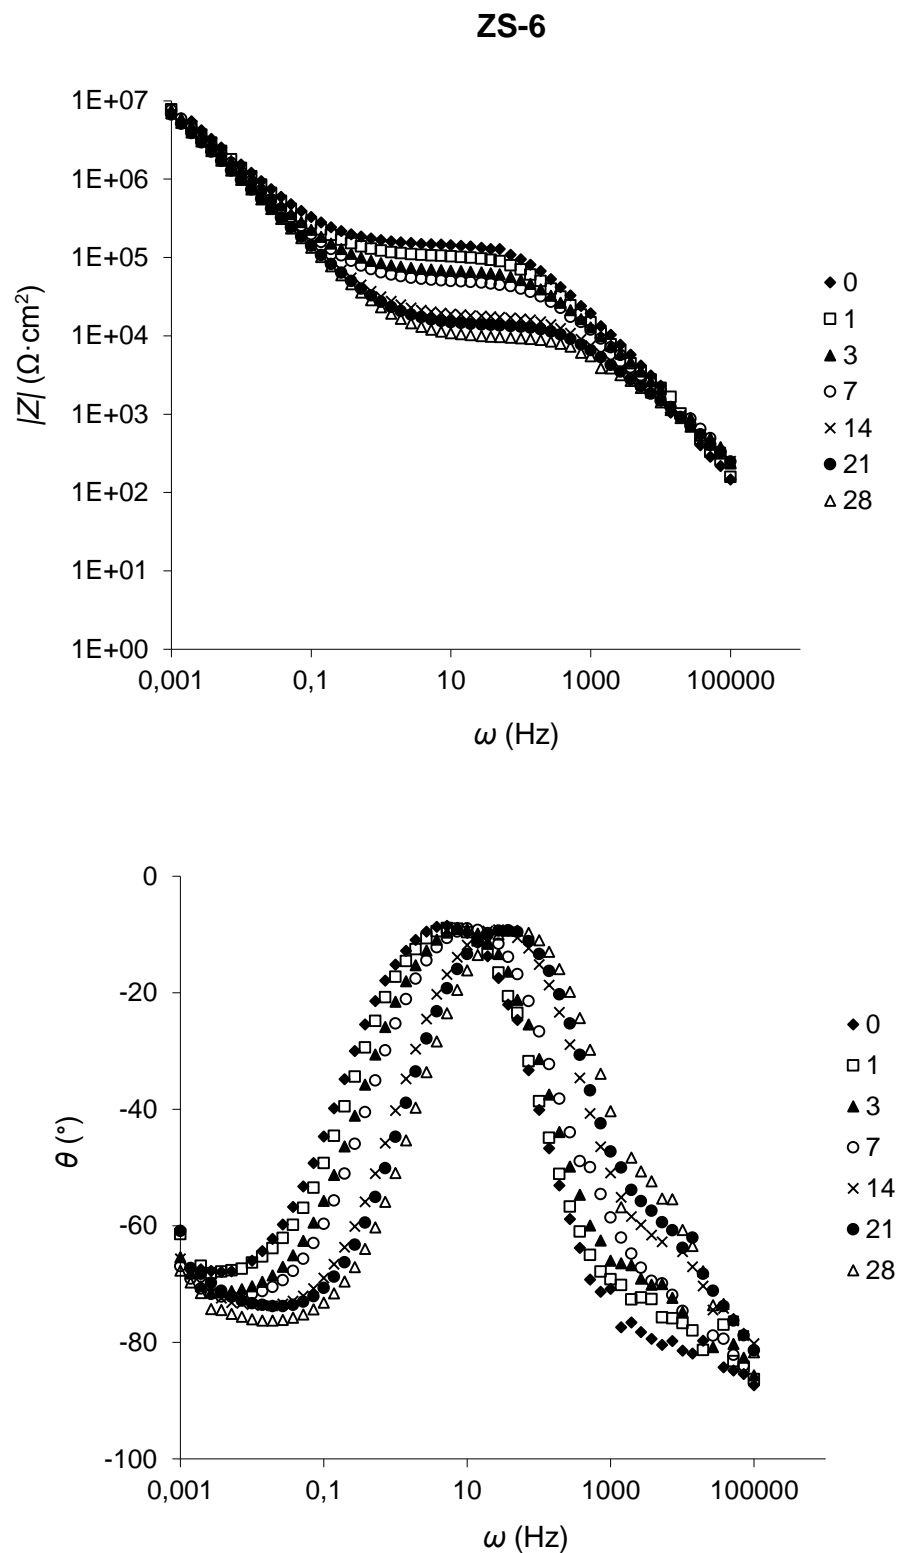 ZS-6
1E+07
1E+06
1E+05
1E+04
1E+03
1E+02
1E+01
1E+00
|Z| (Ω·cm²)
0,001 0,1 10 1000 100000
ω (Hz)
0
1
3
7
14
21
28
0
-20
-40
-60
-80
-100
θ (°)
0,001 0,1 10 1000 100000
ω (Hz)
0
1
3
7
14
21
28